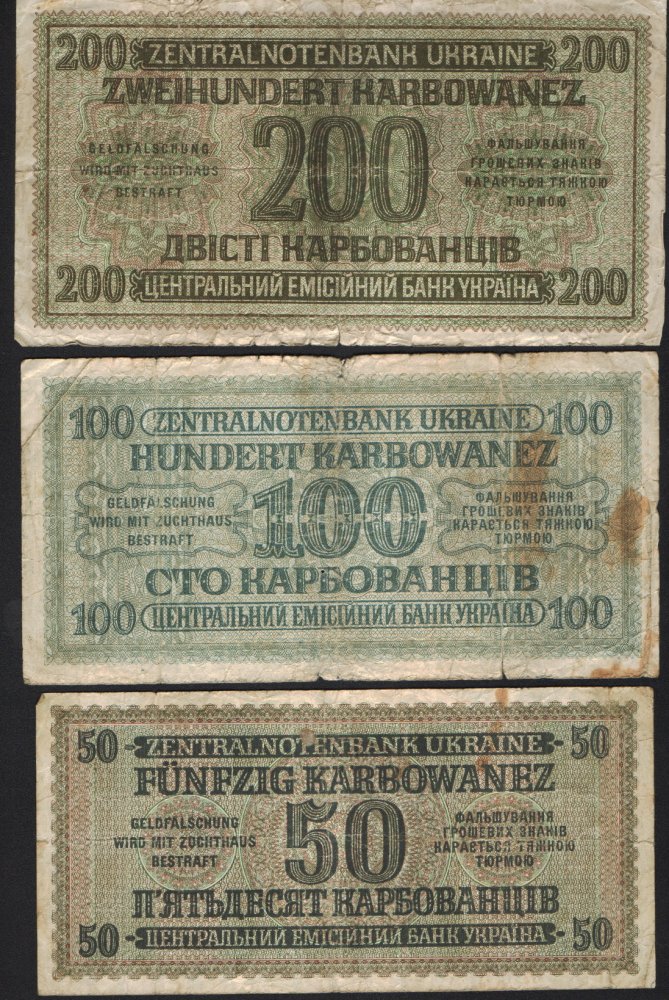 200 ZENTRALNOTENBANK UKRAINE 200
ZWEIHUNDERT KARBOWANEZ
GELDFÄLSCHUNG
WIRD MIT ZUCHTHAUS
BESTRAFT
200
ФАЛЬШУВАННЯ
ГРОШЕВИХ ЗНАКІВ
КАРАЄТЬСЯ ТЯЖКОЮ
ТЮРМОЮ
ДВІСТІ КАРБОВАНЦІВ
200 ЦЕНТРАЛЬНИЙ ЕМІСІЙНИЙ БАНК УКРАЇНА 200
100 ZENTRALNOTENBANK UKRAINE 100
HUNDERT KARBOWANEZ
GELDFÄLSCHUNG
WIRD MIT ZUCHTHAUS
BESTRAFT
100
ФАЛЬШУВАННЯ
ГРОШЕВИХ ЗНАКІВ
КАРАЄТЬСЯ ТЯЖКОЮ
ТЮРМОЮ
СТО КАРБОВАНЦІВ
100 ЦЕНТРАЛЬНИЙ ЕМІСІЙНИЙ БАНК УКРАЇНА 100
50 ZENTRALNOTENBANK UKRAINE 50
FÜNFZIG KARBOWANEZ
GELDFÄLSCHUNG
WIRD MIT ZUCHTHAUS
BESTRAFT
50
ФАЛЬШУВАННЯ
ГРОШЕВИХ ЗНАКІВ
КАРАЄТЬСЯ ТЯЖКОЮ
ТЮРМОЮ
П'ЯТЬДЕСЯТ КАРБОВАНЦІВ
50 ЦЕНТРАЛЬНИЙ ЕМІСІЙНИЙ БАНК УКРАЇНА 50